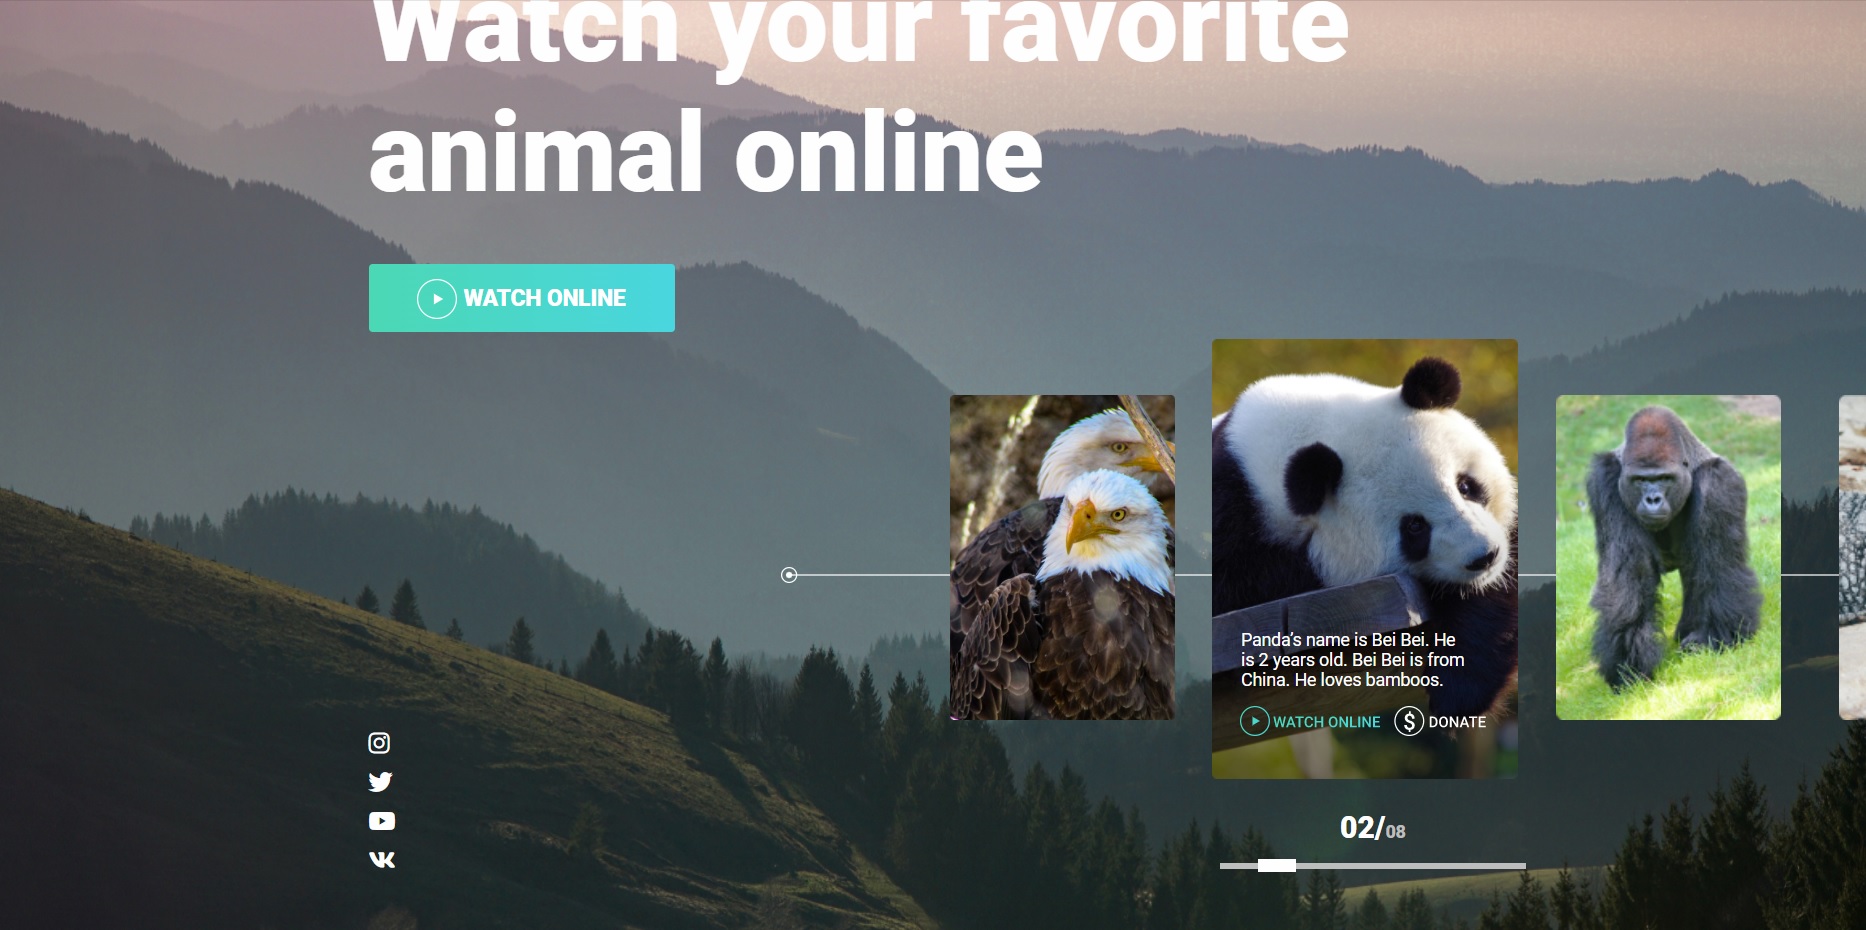 Watch your favorite
animal online
WATCH ONLINE
Panda's name is Bei Bei. He
is 2 years old. Bei Bei is from
China. He loves bamboos.
WATCH ONLINE $ DONATE
02/08